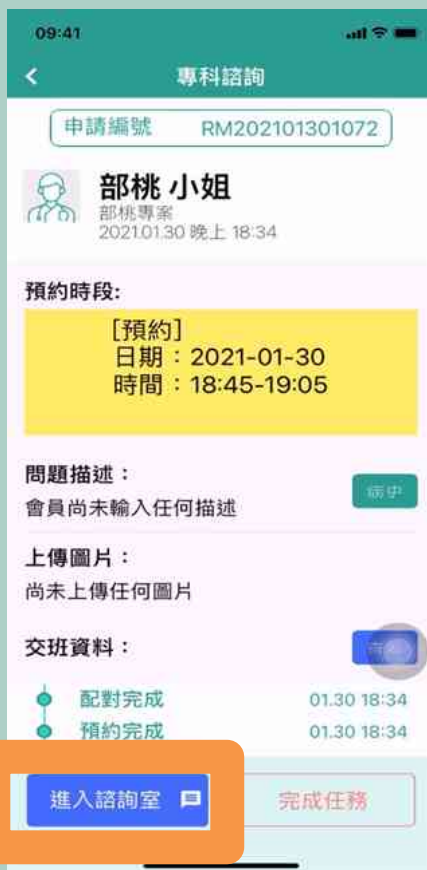 09:41
專科諮詢
申請編號 RM202101301072
部桃 小姐
部桃專案
2021.01.30 晚上 18:34
預約時段:
[預約]
日期：2021-01-30
時間：18:45-19:05
問題描述：
病史
會員尚未輸入任何描述
上傳圖片：
尚未上傳任何圖片
交班資料：
配對完成 01.30 18:34
預約完成 01.30 18:34
進入諮詢室 完成任務